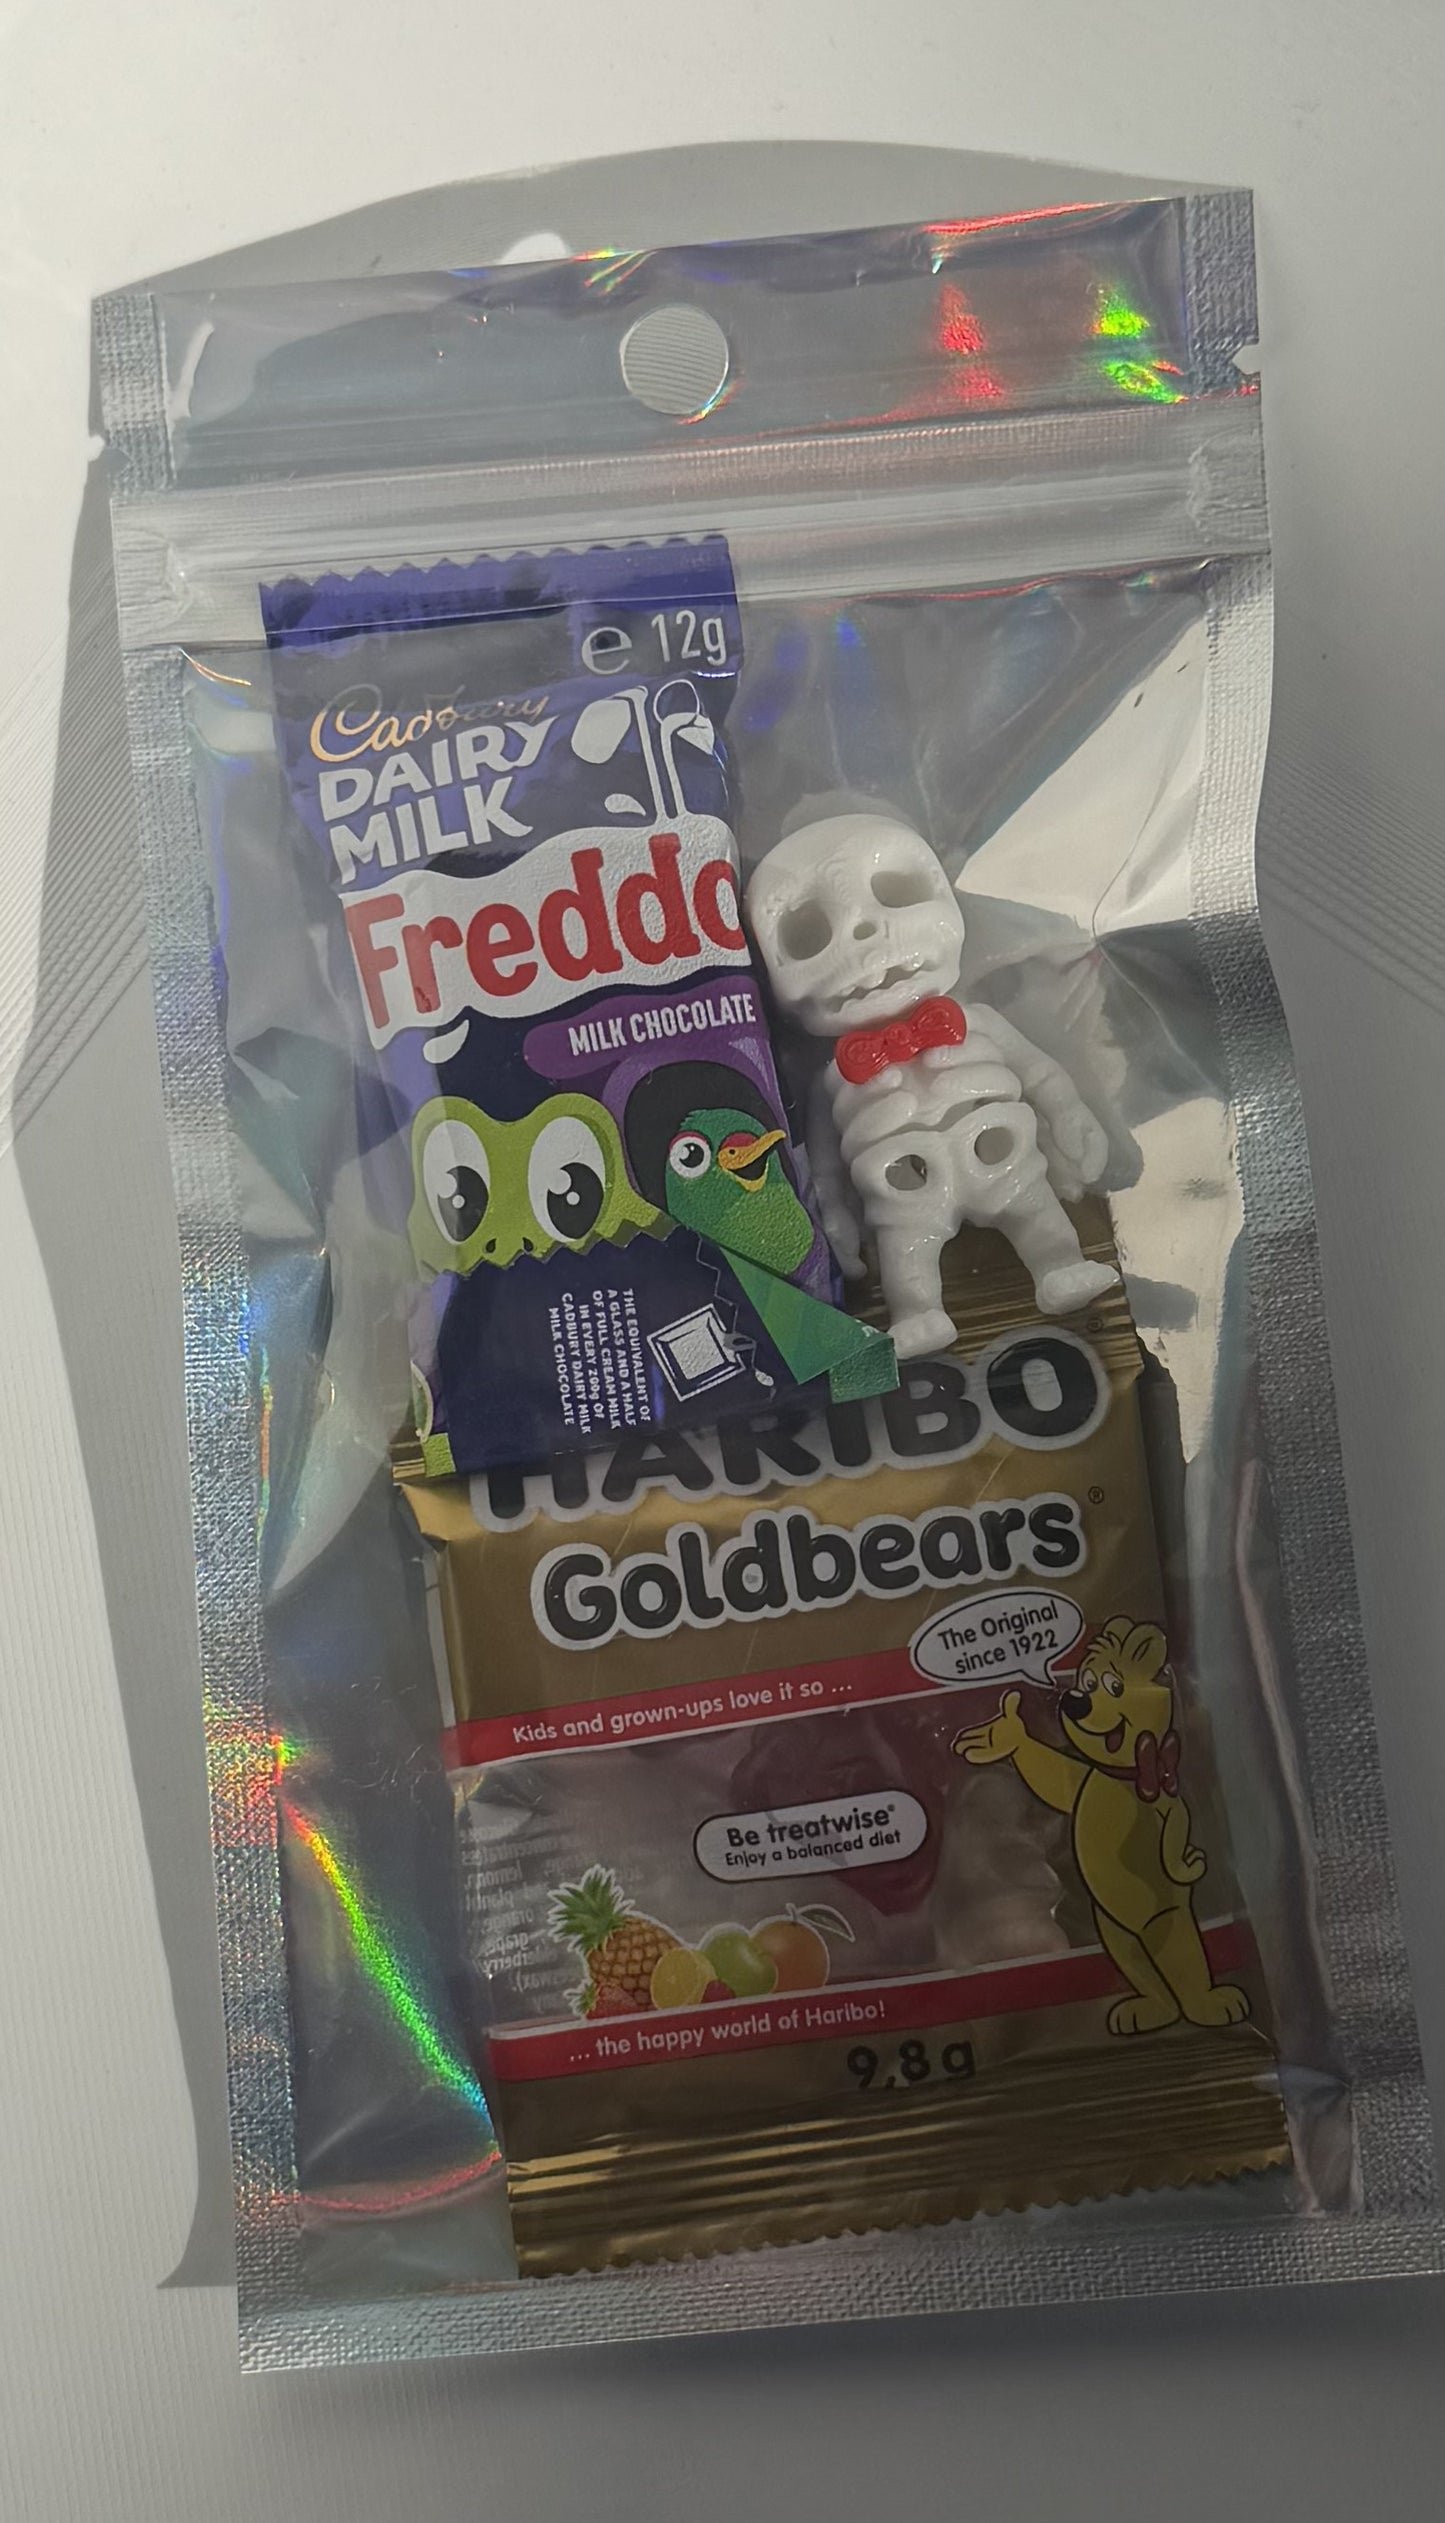 e 12g
Cadbury
DAIRY
MILK
Freddo
MILK CHOCOLATE
THE EQUIVALENT OF
A GLASS AND A HALF
OF FULL CREAM MILK
IN EVERY 200g OF
CADBURY DAIRY MILK
MILK CHOCOLATE
HARIBO
Goldbears®
The Original
since 1922
Kids and grown-ups love it so ...
Be treatwise®
Enjoy a balanced diet
... the happy world of Haribo!
9,8 g